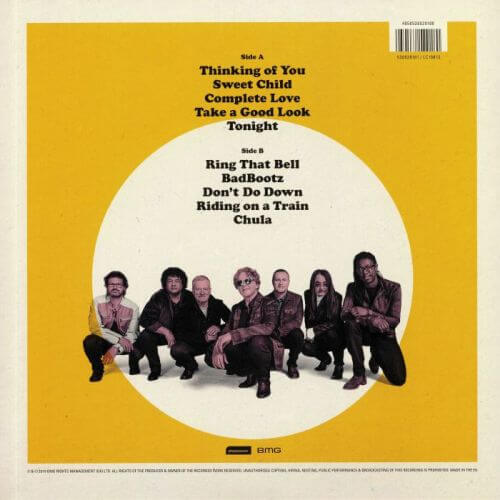 4050538528100
Side A
Thinking of You
Sweet Child
Complete Love
Take a Good Look
Tonight
Side B
Ring That Bell
BadBootz
Don't Do Down
Riding on a Train
Chula
BMG